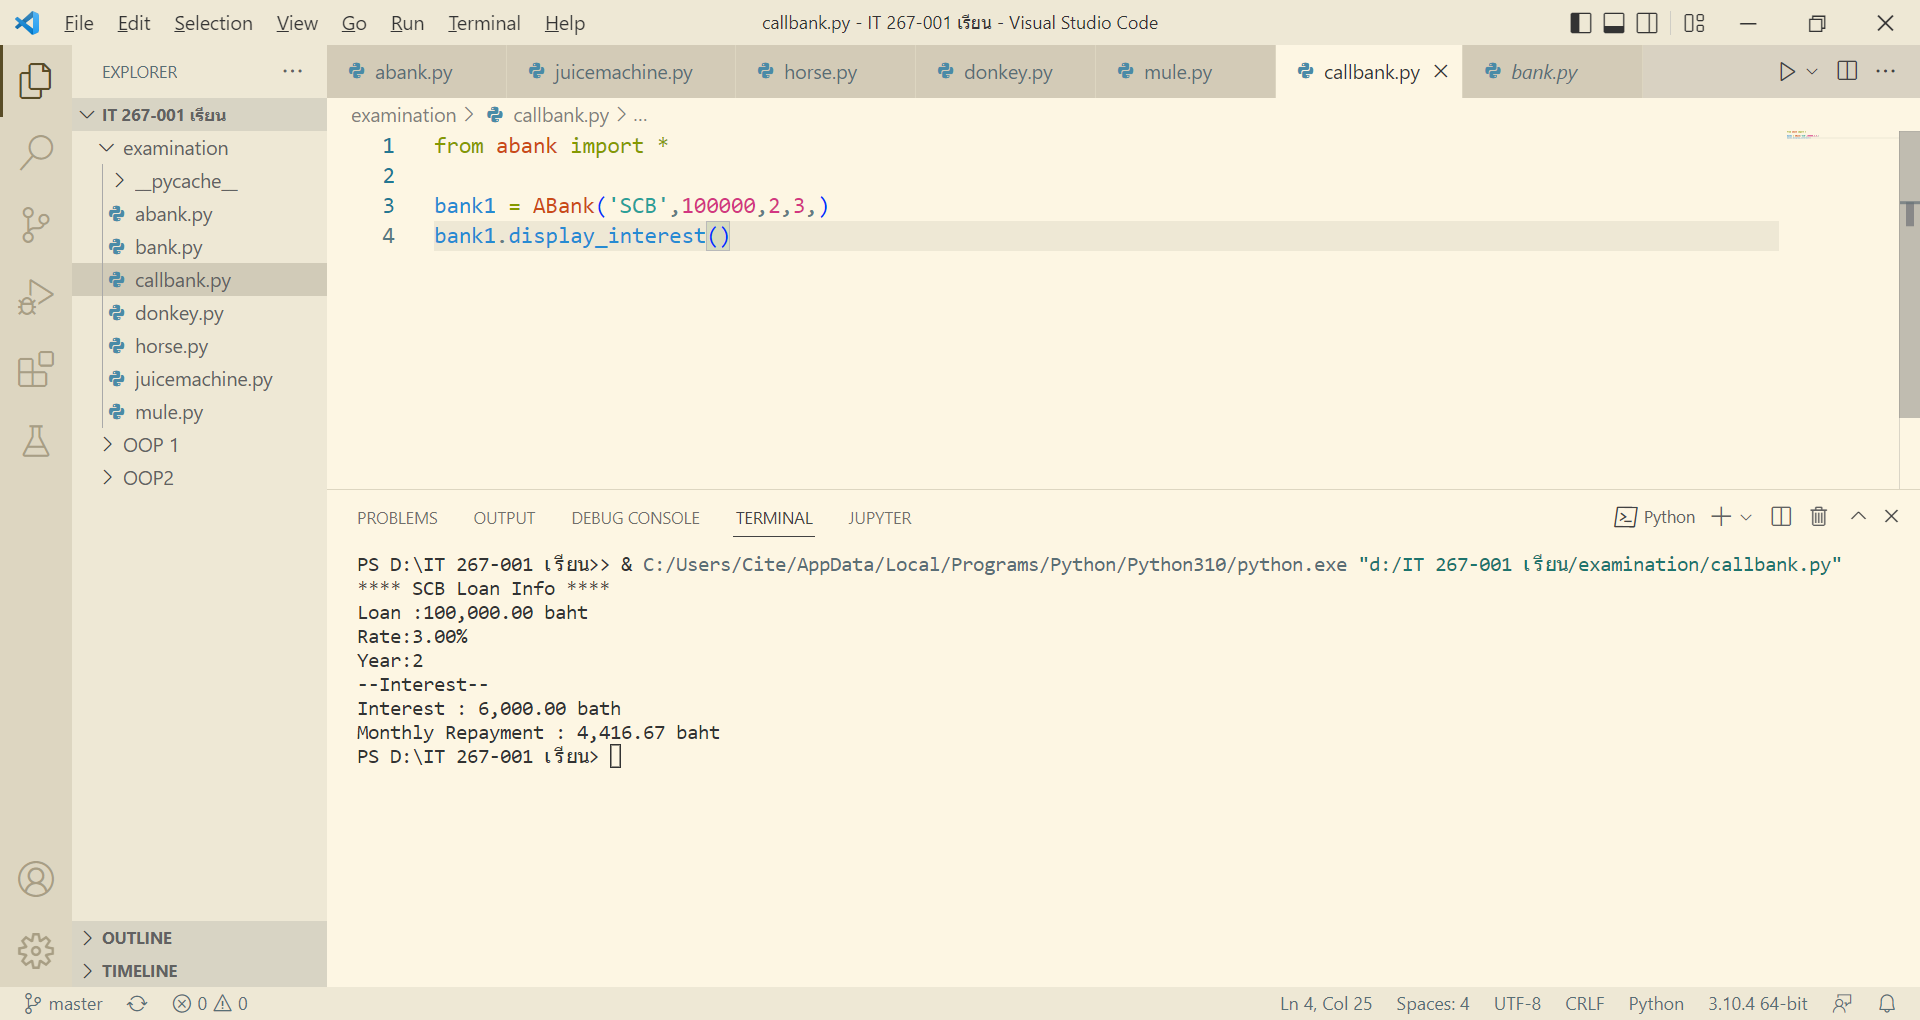 File Edit Selection View Go Run Terminal Help
callbank.py - IT 267-001 เรียน - Visual Studio Code
EXPLORER
abank.py juicemachine.py horse.py donkey.py mule.py callbank.py bank.py
IT 267-001 เรียน
examination
__pycache__
abank.py
bank.py
callbank.py
donkey.py
horse.py
juicemachine.py
mule.py
OOP 1
OOP2
OUTLINE
TIMELINE
examination > callbank.py > ...
1 from abank import *
2
3 bank1 = ABank('SCB',100000,2,3,)
4 bank1.display_interest()
PROBLEMS OUTPUT DEBUG CONSOLE TERMINAL JUPYTER
Python
PS D:\IT 267-001 เรียน>> & C:/Users/Cite/AppData/Local/Programs/Python/Python310/python.exe "d:/IT 267-001 เรียน/examination/callbank.py"
**** SCB Loan Info ****
Loan :100,000.00 baht
Rate:3.00%
Year:2
--Interest--
Interest : 6,000.00 bath
Monthly Repayment : 4,416.67 baht
PS D:\IT 267-001 เรียน>
master 0 0
Ln 4, Col 25 Spaces: 4 UTF-8 CRLF Python 3.10.4 64-bit